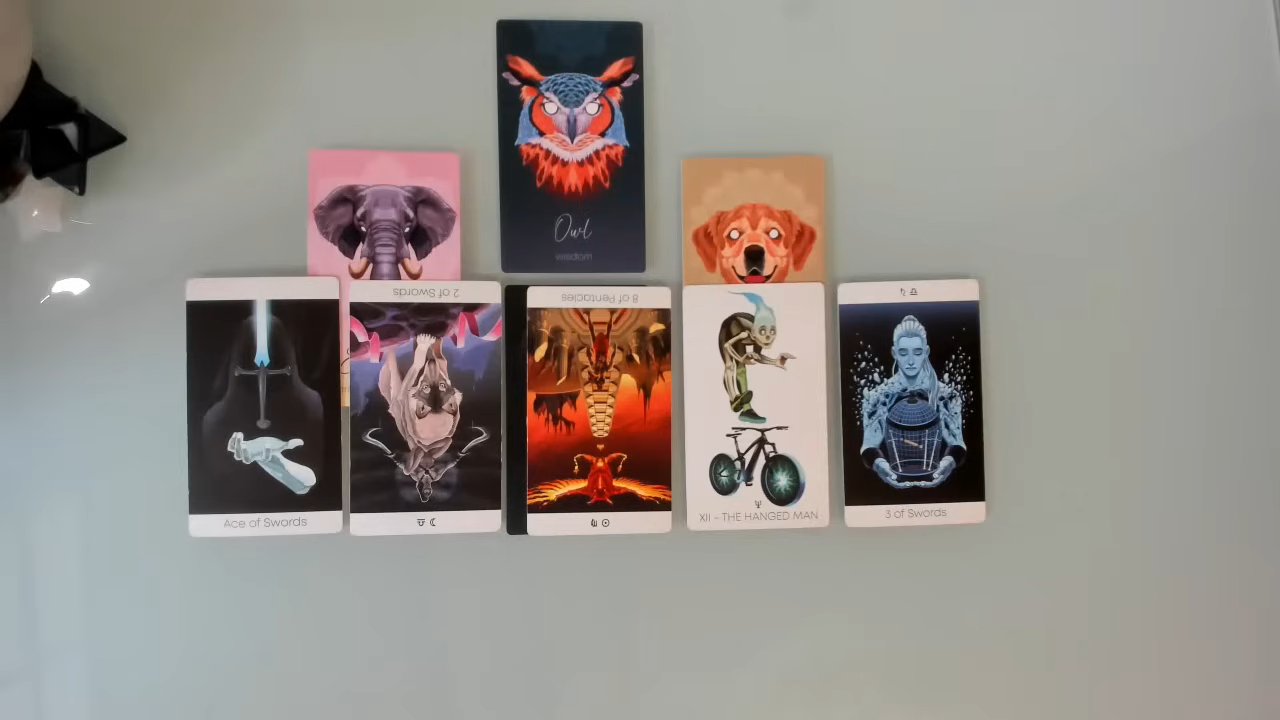 Owl
wisdom
2 of Swords
8 of Pentacles
Ace of Swords
XII – THE HANGED MAN
3 of Swords